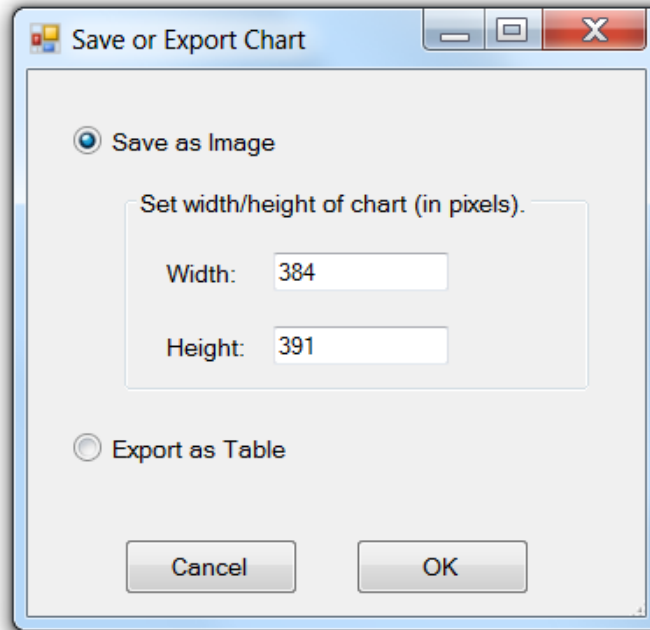 Save or Export Chart
Save as Image
Set width/height of chart (in pixels).
Width: 384
Height: 391
Export as Table
Cancel OK